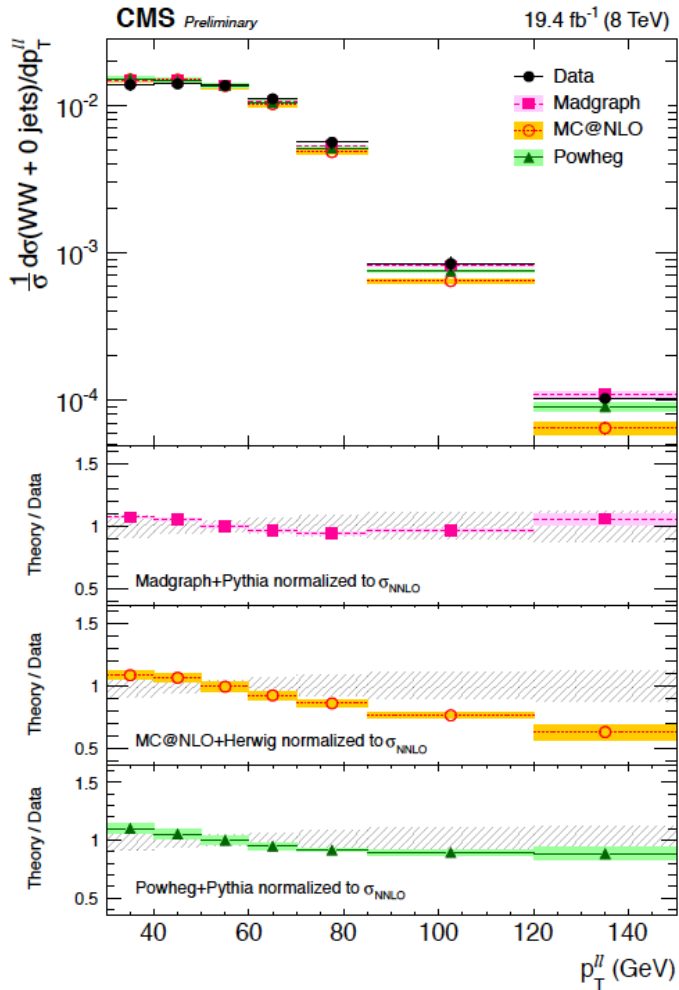 CMS Preliminary 19.4 fb⁻¹ (8 TeV)
1/σ dσ(WW + 0 jets)/dp_T^ll
10⁻²
10⁻³
10⁻⁴
Data
Madgraph
MC@NLO
Powheg
Theory / Data
1.5
1
0.5
Madgraph+Pythia normalized to σ_NNLO
Theory / Data
1.5
1
0.5
MC@NLO+Herwig normalized to σ_NNLO
Theory / Data
1.5
1
0.5
Powheg+Pythia normalized to σ_NNLO
40 60 80 100 120 140
p_T^ll (GeV)